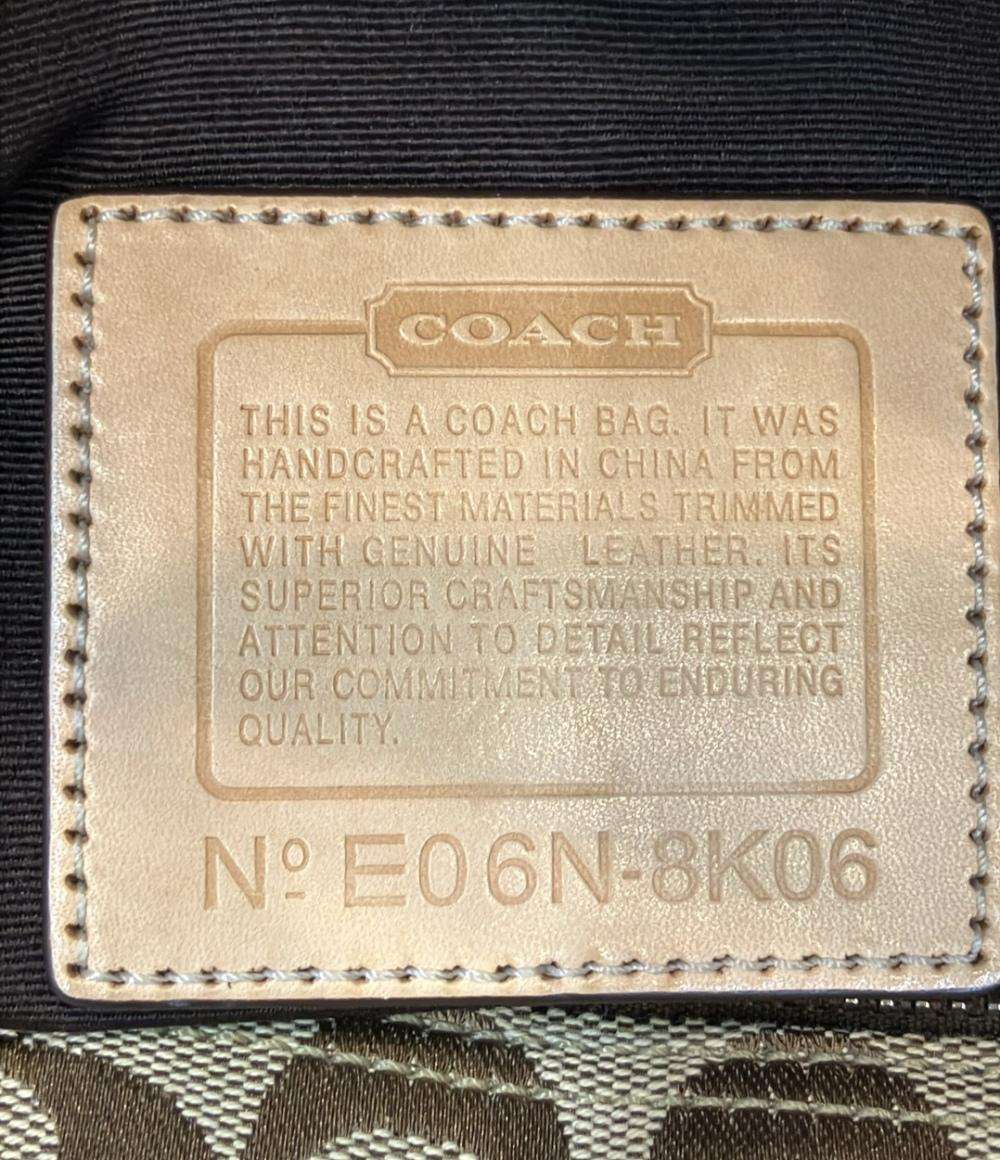 COACH
THIS IS A COACH BAG. IT WAS
HANDCRAFTED IN CHINA FROM
THE FINEST MATERIALS TRIMMED
WITH GENUINE LEATHER. ITS
SUPERIOR CRAFTSMANSHIP AND
ATTENTION TO DETAIL REFLECT
OUR COMMITMENT TO ENDURING
QUALITY.
Nº E06N-8K06